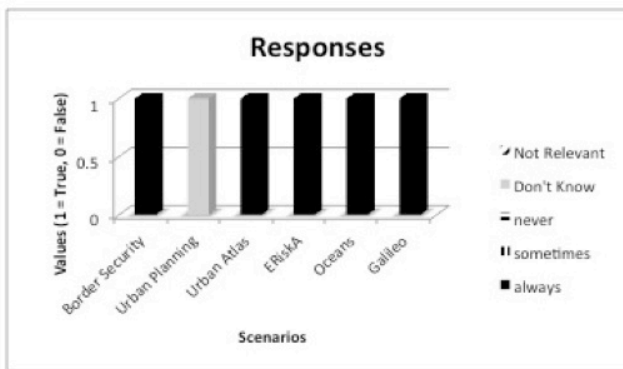 Responses
Values (1 = True, 0 = False)
1
0.5
0
Border Security
Urban Planning
Urban Atlas
ERiskA
Oceans
Galileo
Scenarios
Not Relevant
Don't Know
never
sometimes
always